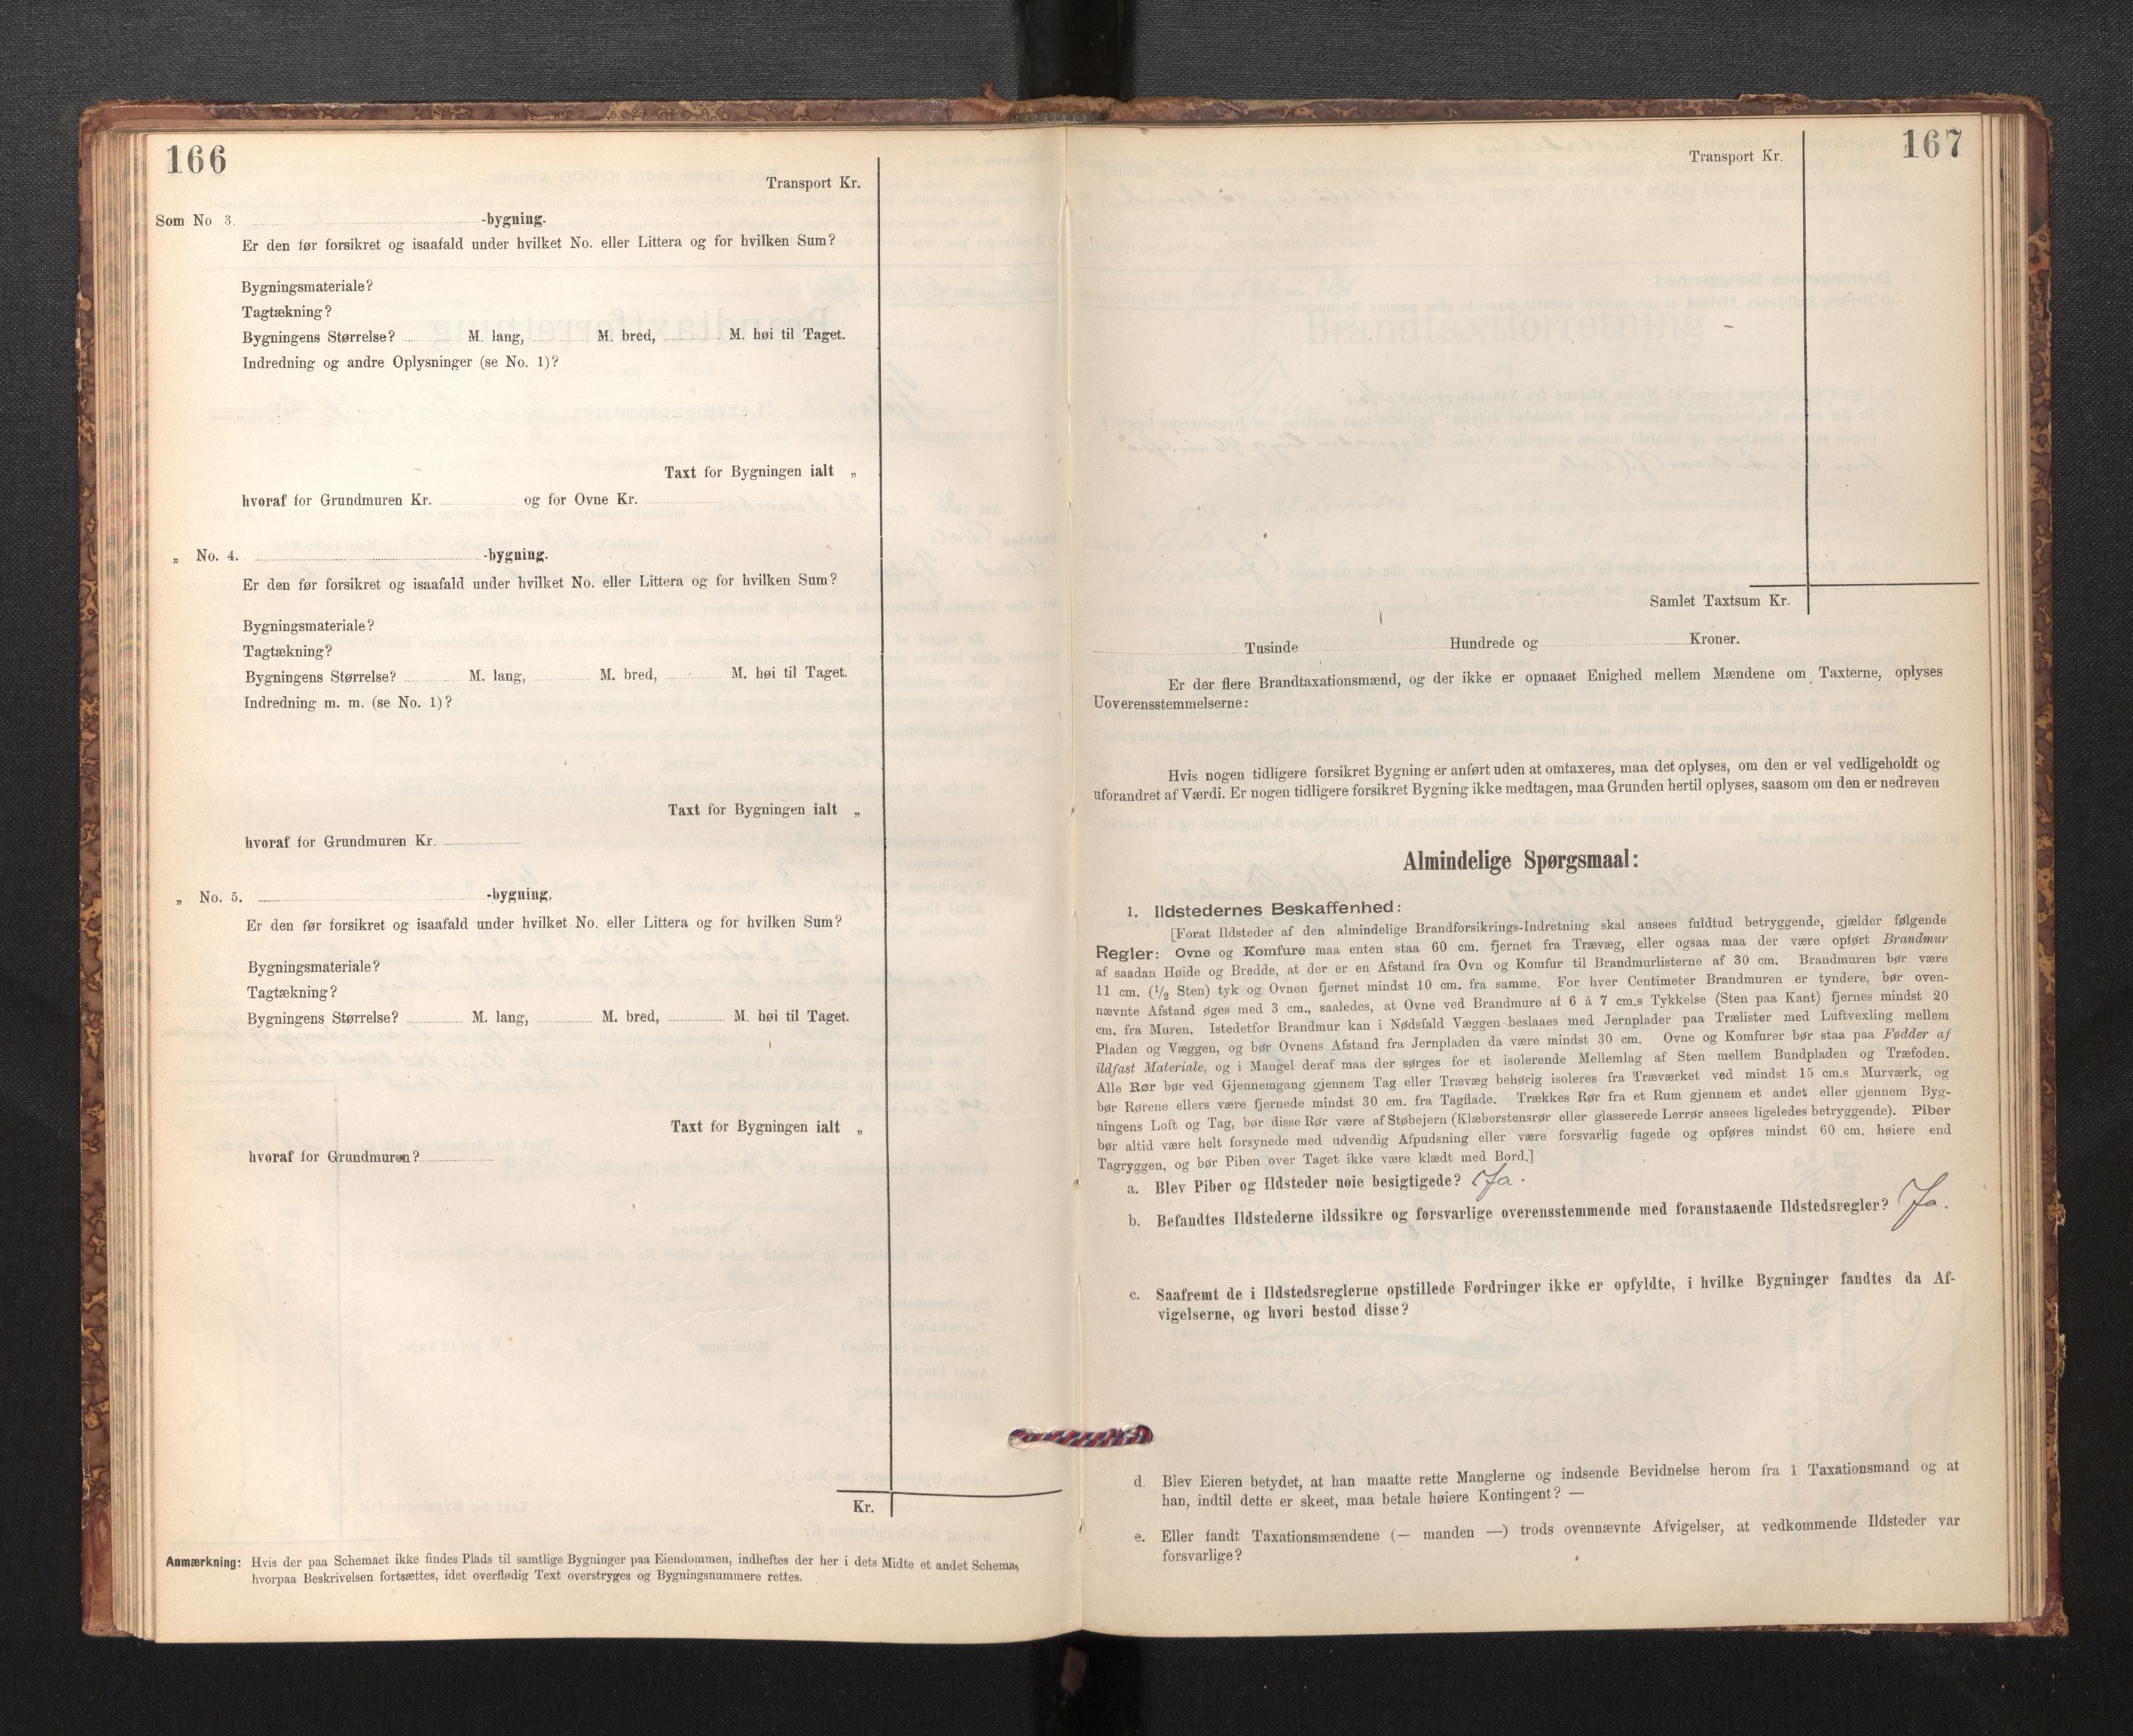 166
Transport Kr.
Som No. 3. -bygning.
Er den før forsikret og isaafald under hvilket No. eller Littera og for hvilken Sum?
Bygningsmateriale?
Tagtækning?
Bygningens Størrelse? M. lang, M. bred, M. høi til Taget.
Indredning og andre Oplysninger (se No. 1)?
Taxt for Bygningen ialt „
hvoraf for Grundmuren Kr. og for Ovne Kr.
„ No. 4. -bygning.
Er den før forsikret og isaafald under hvilket No. eller Littera og for hvilken Sum?
Bygningsmateriale?
Tagtækning?
Bygningens Størrelse? M. lang, M. bred, M. høi til Taget.
Indredning m. m. (se No. 1)?
Taxt for Bygningen ialt „
hvoraf for Grundmuren Kr.
„ No. 5. -bygning,
Er den før forsikret og isaafald under hvilket No. eller Littera og for hvilken Sum?
Bygningsmateriale?
Tagtækning?
Bygningens Størrelse? M. lang, M. bred, M. høi til Taget.
Taxt for Bygningen ialt „
hvoraf for Grundmuren?
Kr.
Anmærkning: Hvis der paa Schemaet ikke findes Plads til samtlige Bygninger paa Eiendommen, indheftes der her i dets Midte et andet Schema,
hvorpaa Beskrivelsen fortsættes, idet overflødig Text overstryges og Bygningsnummere rettes.
167
Transport Kr.
Samlet Taxtsum Kr.
Tusinde Hundrede og Kroner.
Er der flere Brandtaxationsmænd, og der ikke er opnaaet Enighed mellem Mændene om Taxterne, oplyses
Uoverensstemmelserne:
Hvis nogen tidligere forsikret Bygning er anført uden at omtaxeres, maa det oplyses, om den er vel vedligeholdt og
uforandret af Værdi. Er nogen tidligere forsikret Bygning ikke medtagen, maa Grunden hertil oplyses, saasom om den er nedreven
Almindelige Spørgsmaal:
1. Ildstedernes Beskaffenhed:
[Forat Ildsteder af den almindelige Brandforsikrings-Indretning skal ansees fuldtud betryggende, gjælder følgende
Regler: Ovne og Komfure maa enten staa 60 cm. fjernet fra Trævæg, eller ogsaa maa der være opført Brandmur
af saadan Høide og Bredde, at der er en Afstand fra Ovn og Komfur til Brandmurlisterne af 30 cm. Brandmuren bør være
11 cm. (1/2 Sten) tyk og Ovnen fjernet mindst 10 cm. fra samme. For hver Centimeter Brandmuren er tyndere, bør oven-
nævnte Afstand øges med 3 cm., saaledes, at Ovne ved Brandmure af 6 à 7 cm.s Tykkelse (Sten paa Kant) fjernes mindst 20
cm. fra Muren. Istedetfor Brandmur kan i Nødsfald Væggen beslaaes med Jernplader paa Trælister med Luftvexling mellem
Pladen og Væggen, og bør Ovnens Afstand fra Jernpladen da være mindst 30 cm. Ovne og Komfurer bør staa paa Fødder af
ildfast Materiale, og i Mangel deraf maa der sørges for et isolerende Mellemlag af Sten mellem Bundpladen og Træfoden.
Alle Rør bør ved Gjennemgang gjennem Tag eller Trævæg behørig isoleres fra Træværket ved mindst 15 cm.s Murværk, og
bør Rørene ellers være fjernede mindst 30 cm. fra Tagflade. Trækkes Rør fra et Rum gjennem et andet eller gjennem Byg-
ningens Loft og Tag, bør disse Rør være af Støbejern (Klæberstensrør eller glasserede Lerrør ansees ligeledes betryggende). Piber
bør altid være helt forsynede med udvendig Afpudsning eller være forsvarlig fugede og opføres mindst 60 cm. høiere end
Tagryggen, og bør Piben over Taget ikke være klædt med Bord.]
a. Blev Piber og Ildsteder nøie besigtigede? Ja.
b. Befandtes Ildstederne ildssikre og forsvarlige overensstemmende med foranstaaende Ildstedsregler? Ja.
c. Saafremt de i Ildstedsreglerne opstillede Fordringer ikke er opfyldte, i hvilke Bygninger fandtes da Af-
vigelserne, og hvori bestod disse?
d. Blev Eieren betydet, at han maatte rette Manglerne og indsende Bevidnelse herom fra 1 Taxationsmand og at
han, indtil dette er skeet, maa betale høiere Kontingent? —
e. Eller fandt Taxationsmændene (— manden —) trods ovennævnte Afvigelser, at vedkommende Ildsteder var
forsvarlige?